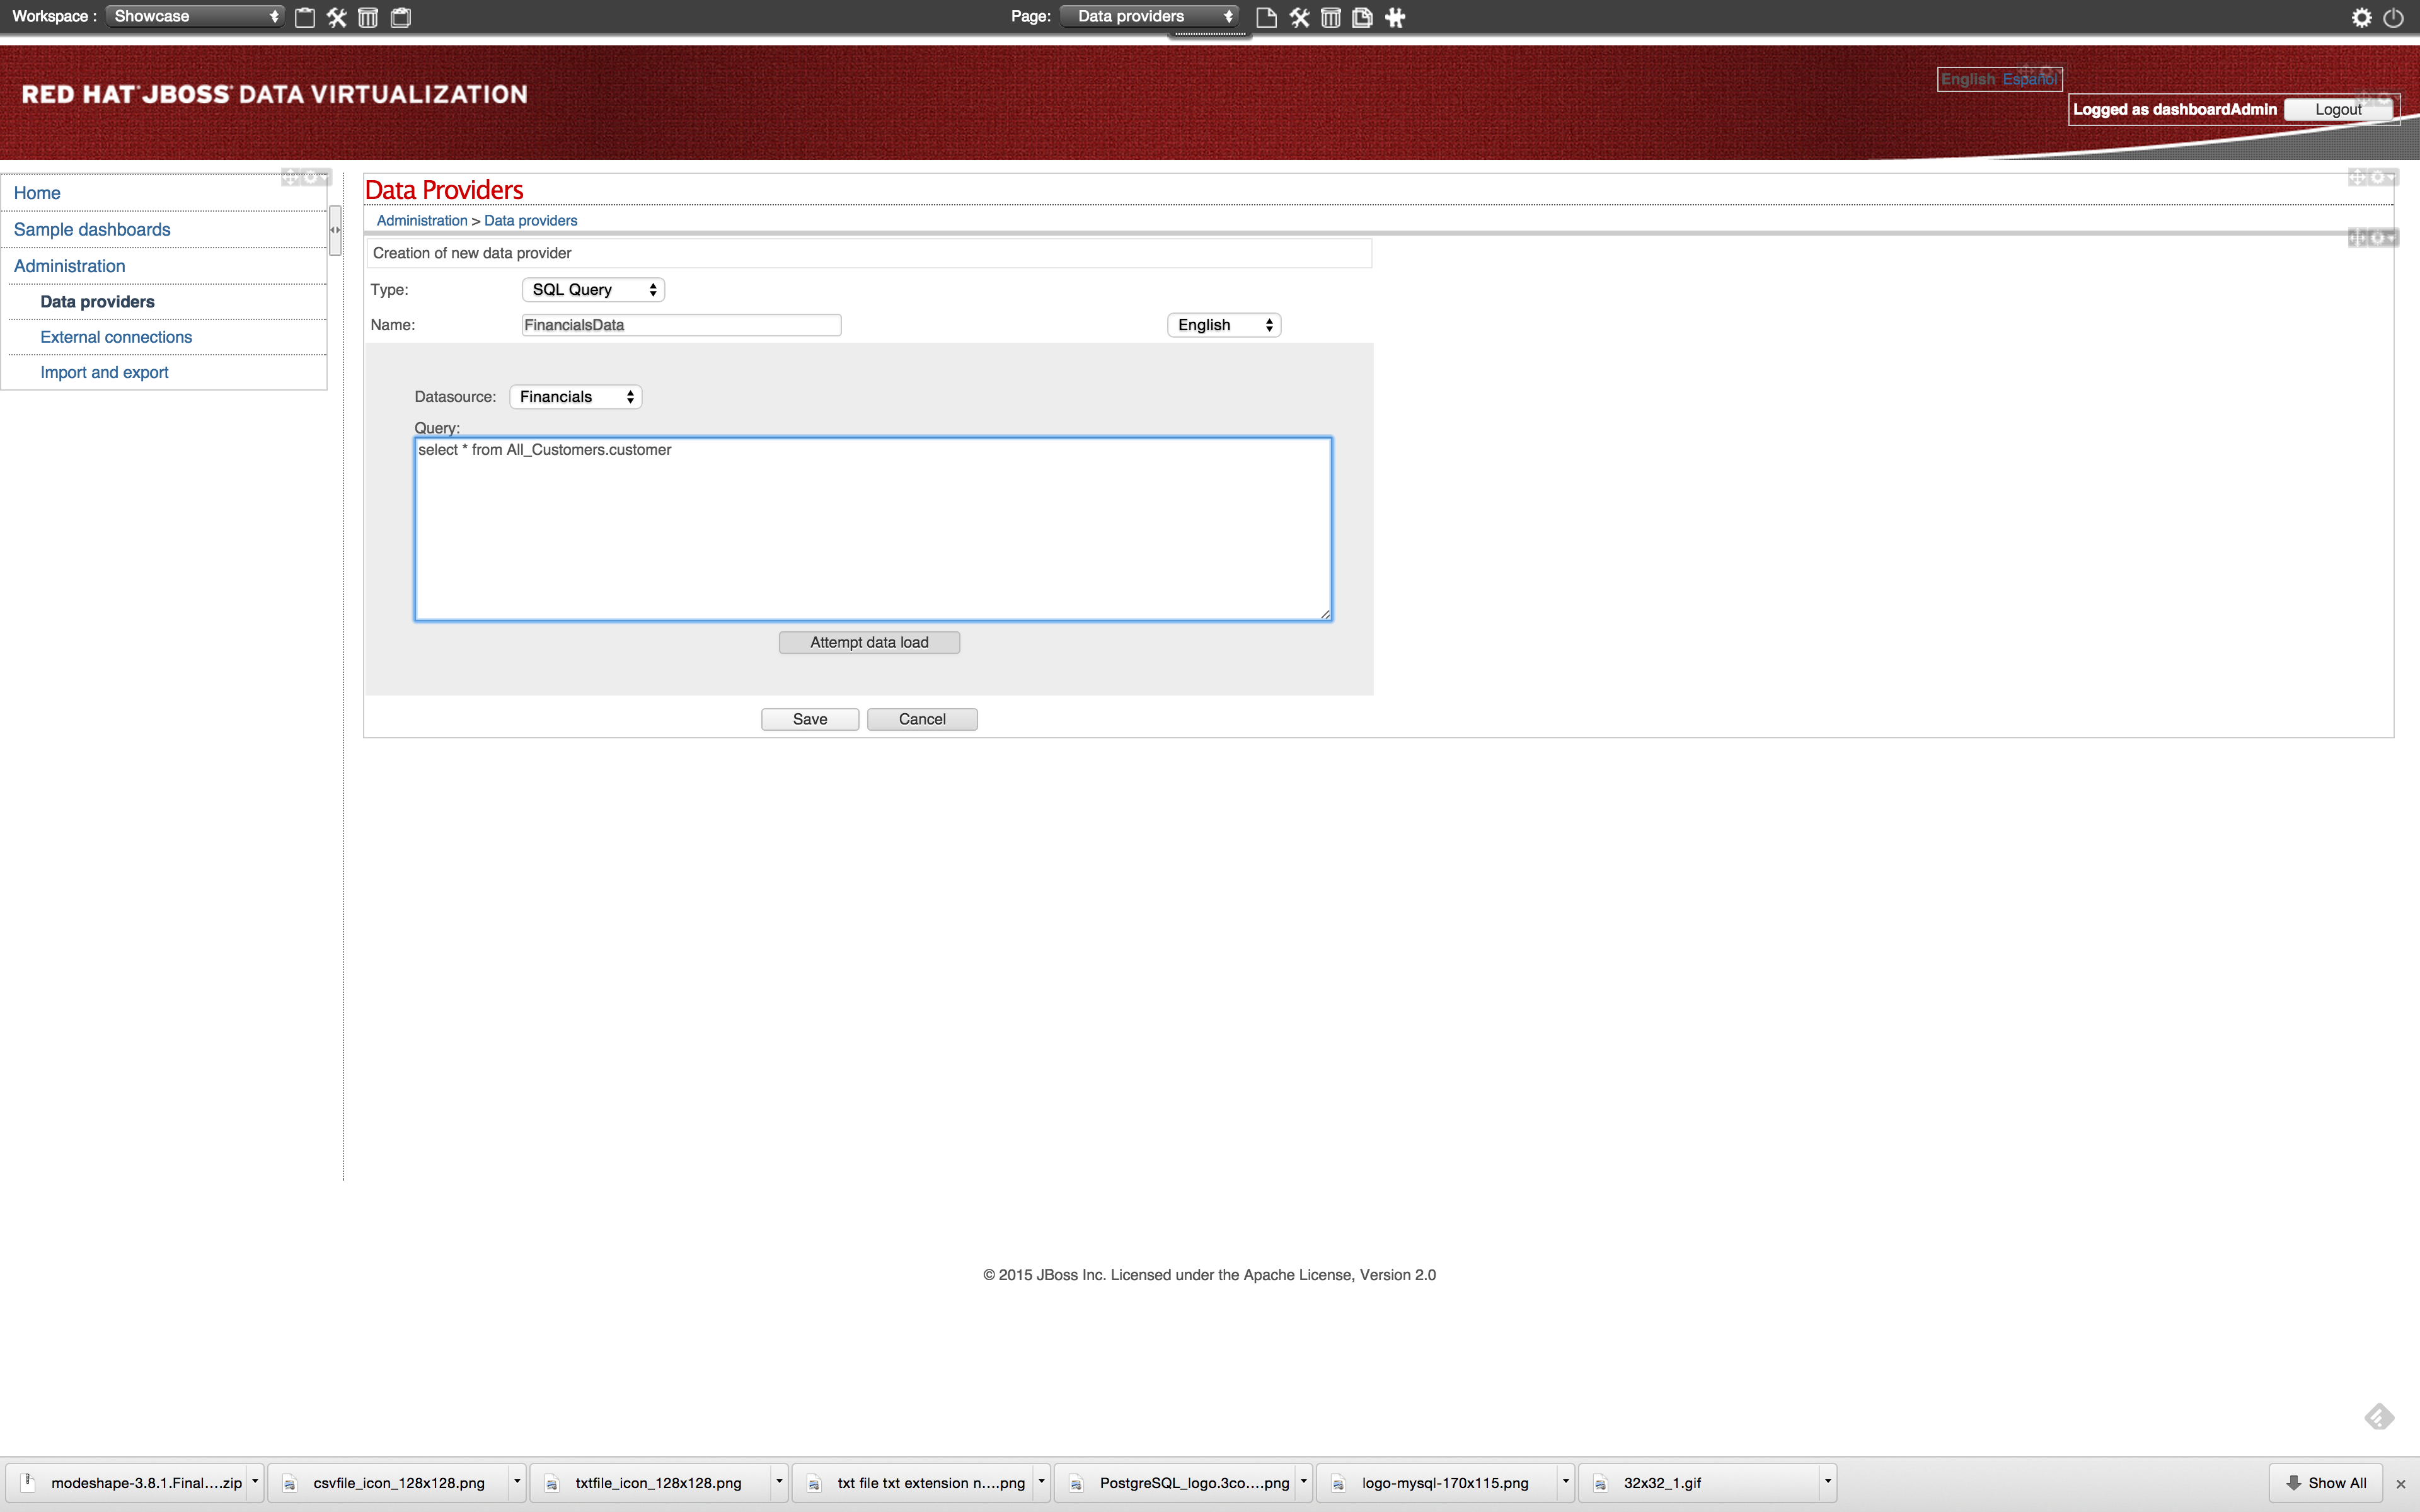 Workspace : Showcase Page: Data providers
RED HAT JBOSS DATA VIRTUALIZATION
English Español
Logged as dashboardAdmin Logout
Home
Sample dashboards
Administration
Data providers
External connections
Import and export
Data Providers
Administration > Data providers
Creation of new data provider
Type: SQL Query
Name: FinancialsData English
Datasource: Financials
Query:
select * from All_Customers.customer
Attempt data load
Save Cancel
© 2015 JBoss Inc. Licensed under the Apache License, Version 2.0
modeshape-3.8.1.Final....zip csvfile_icon_128x128.png txtfile_icon_128x128.png txt file txt extension n....png PostgreSQL_logo.3co....png logo-mysql-170x115.png 32x32_1.gif Show All